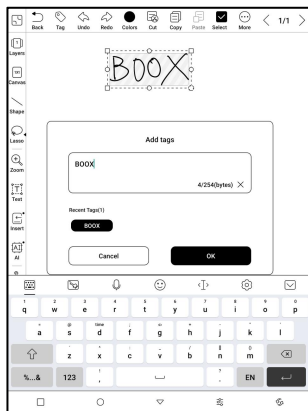 Back Tag Undo Redo Colors Cut Copy Paste Select More 1/1
Layers
Canvas
Shape
Lasso
Zoom
Text
Insert
AI
BOOX
Add tags
BOOX
4/254(bytes)
Recent Tags(1)
BOOX
Cancel OK
1 2 3 4 5 6 7 8 9 0
q w e r t y u i o p
a s d f g h j k l
z x c v b n m
%...& 123 EN